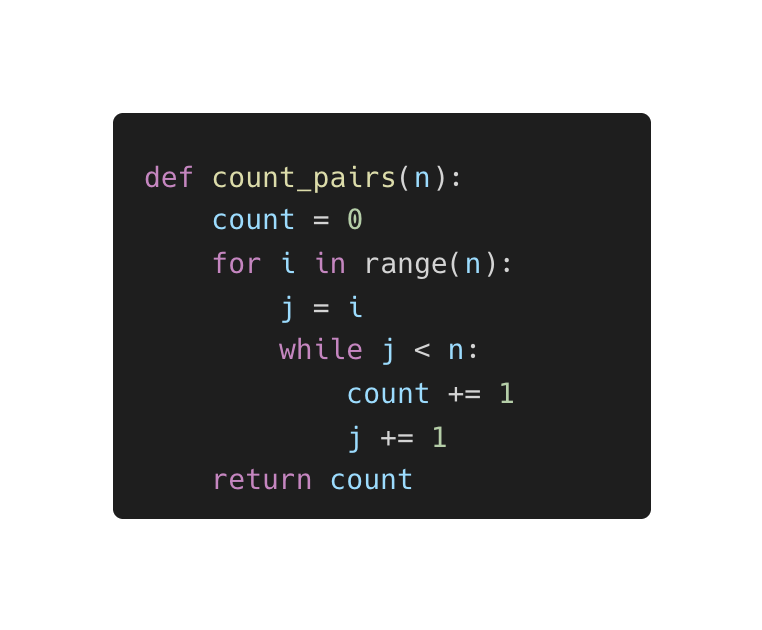 def count_pairs(n):
    count = 0
    for i in range(n):
        j = i
        while j < n:
            count += 1
            j += 1
    return count